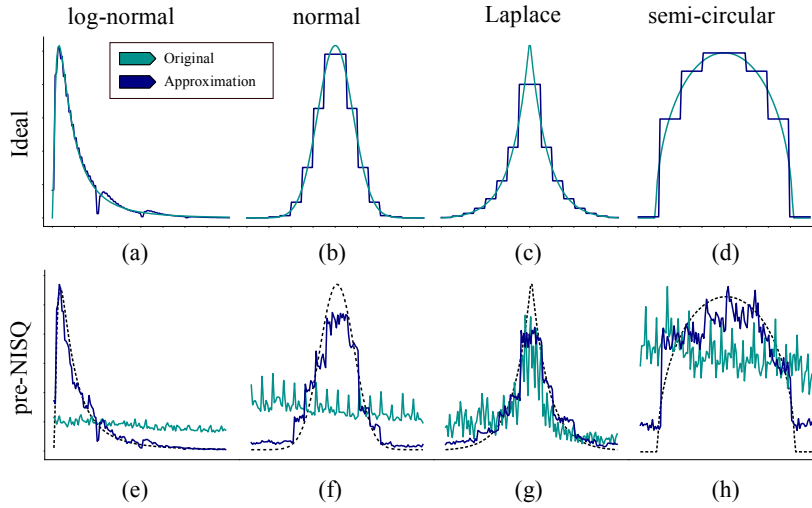 log-normal normal Laplace semi-circular
Original
Approximation
Ideal
(a) (b) (c) (d)
pre-NISQ
(e) (f) (g) (h)